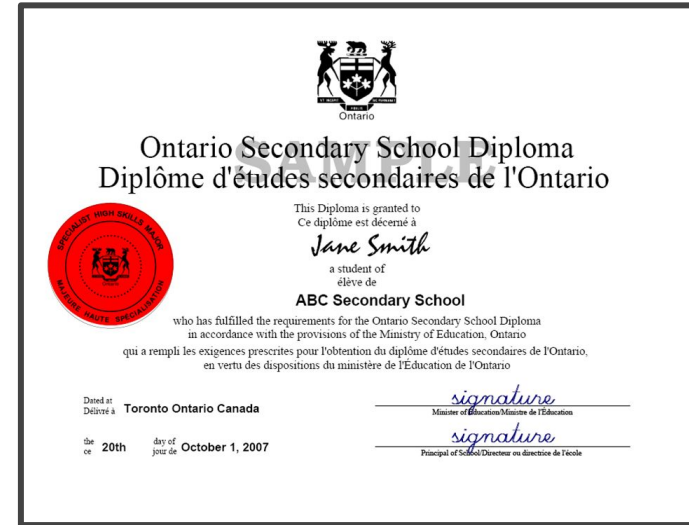 Ontario
SAMPLE
Ontario Secondary School Diploma
Diplôme d'études secondaires de l'Ontario
This Diploma is granted to
Ce diplôme est décerné à
Jane Smith
a student of
élève de
ABC Secondary School
SPECIALIST HIGH SKILLS MAJOR
MAJEURE HAUTE SPÉCIALISATION
who has fulfilled the requirements for the Ontario Secondary School Diploma
in accordance with the provisions of the Ministry of Education, Ontario
qui a rempli les exigences prescrites pour l'obtention du diplôme d'études secondaires de l'Ontario,
en vertu des dispositions du ministère de l'Éducation de l'Ontario
Dated at
Délivré à Toronto Ontario Canada
signature
Minister of Education/Ministre de l'Éducation
the day of
ce 20th jour de October 1, 2007
signature
Principal of School/Directeur ou directrice de l'école